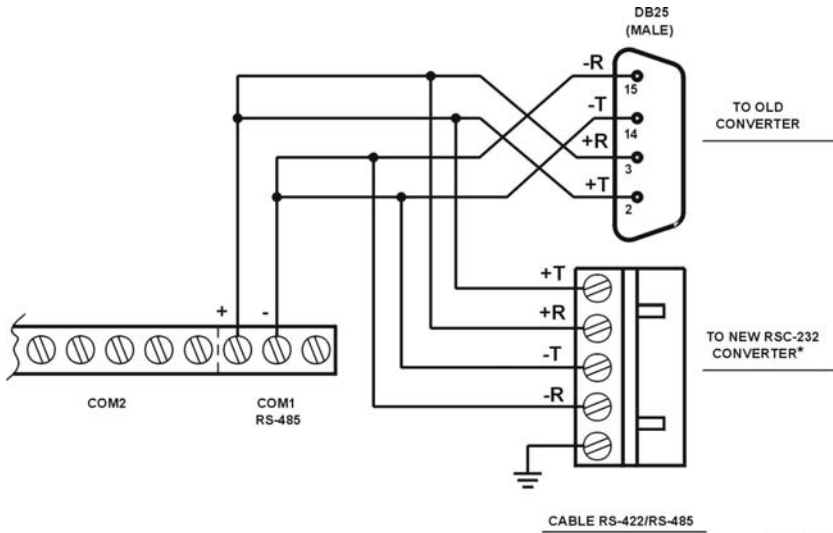 DB25
(MALE)
-R
15
-T
14
+R
3
+T
2
TO OLD
CONVERTER
+T
+R
-T
-R
TO NEW RSC-232
CONVERTER*
+ -
COM2
COM1
RS-485
CABLE RS-422/RS-485